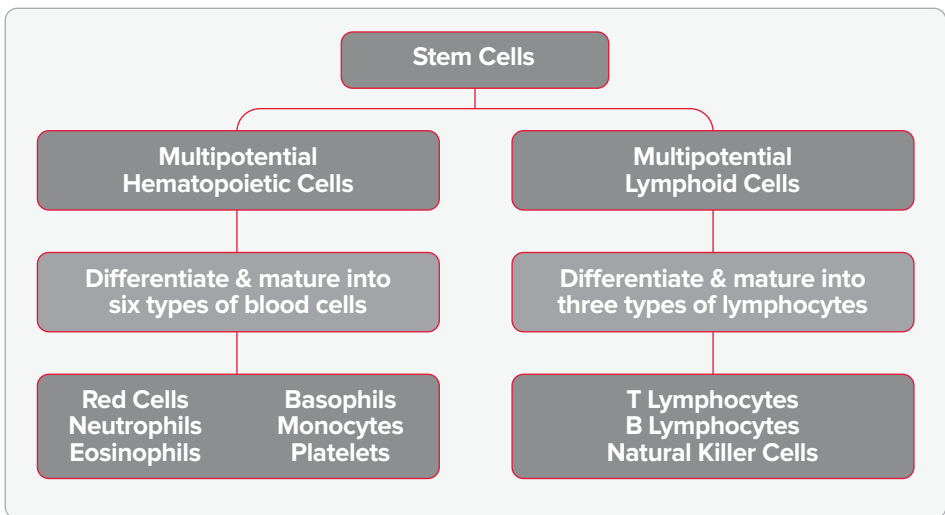 Stem Cells
Multipotential
Hematopoietic Cells
Multipotential
Lymphoid Cells
Differentiate & mature into
six types of blood cells
Differentiate & mature into
three types of lymphocytes
Red Cells
Neutrophils
Eosinophils
Basophils
Monocytes
Platelets
T Lymphocytes
B Lymphocytes
Natural Killer Cells